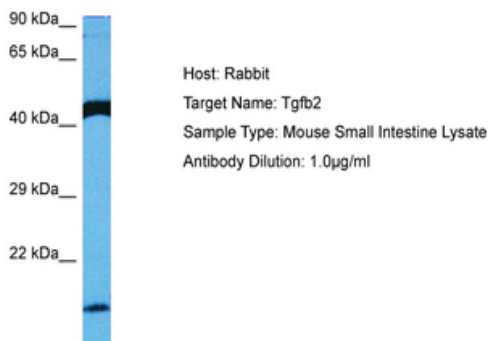 90 kDa__
65 kDa__
Host: Rabbit
Target Name: Tgfb2
40 kDa__
Sample Type: Mouse Small Intestine Lysate
Antibody Dilution: 1.0µg/ml
29 kDa__
22 kDa__